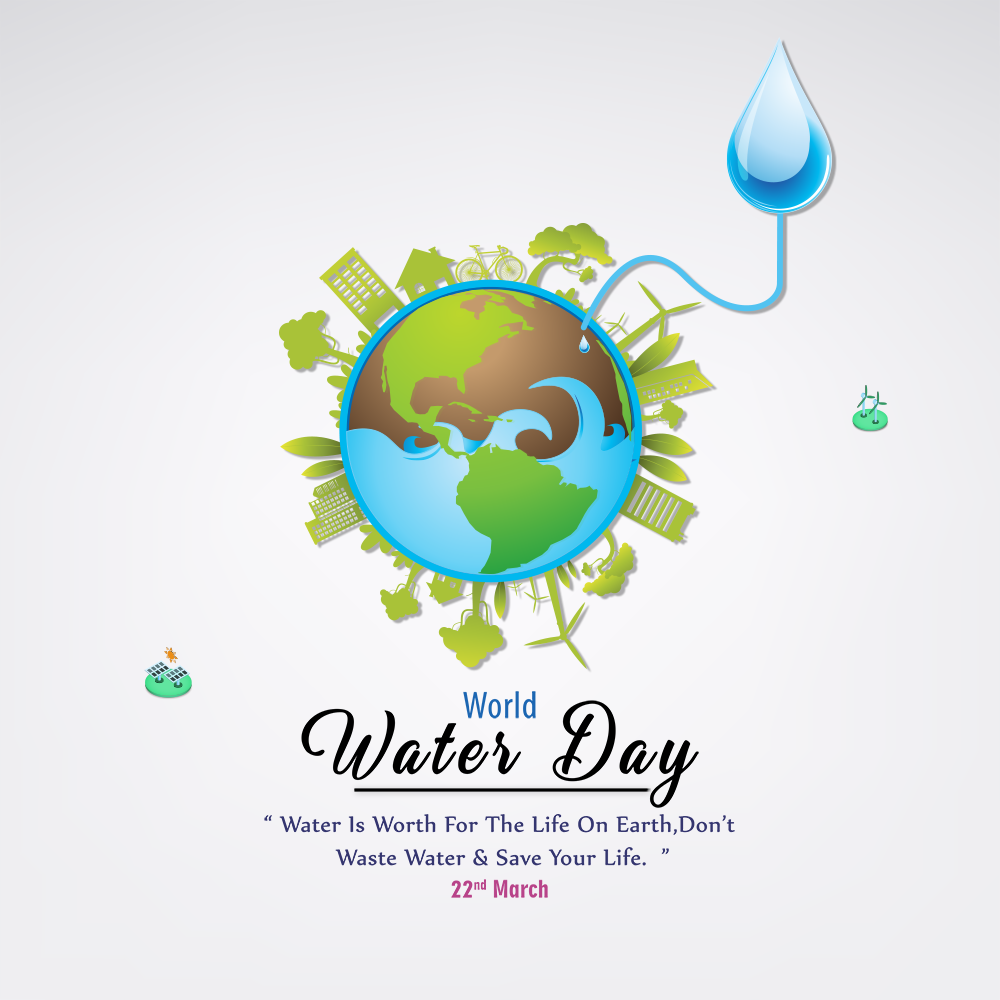 World
Water Day
“ Water Is Worth For The Life On Earth,Don’t
Waste Water & Save Your Life. ”
22nd March